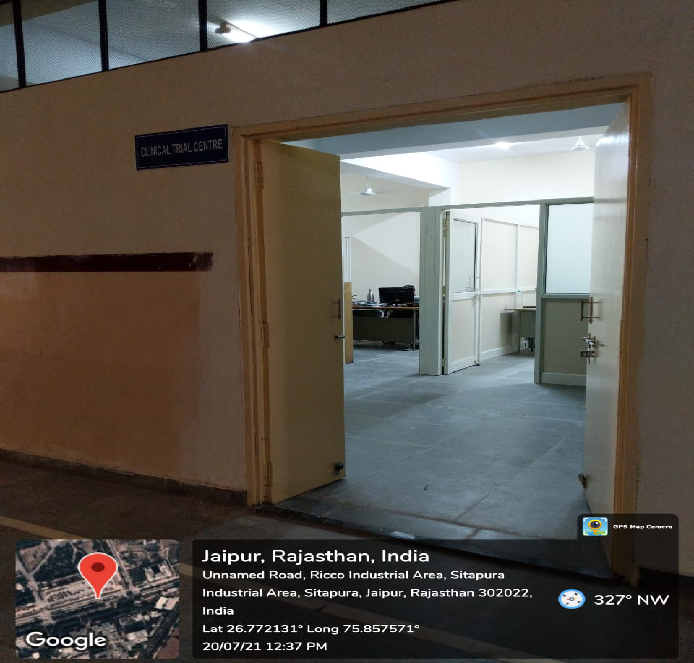 CLINICAL TRIAL CENTRE
GPS Map Camera
Jaipur, Rajasthan, India
Unnamed Road, Ricco Industrial Area, Sitapura
Industrial Area, Sitapura, Jaipur, Rajasthan 302022,
India
Lat 26.772131° Long 75.857571°
20/07/21 12:37 PM
327° NW
Google